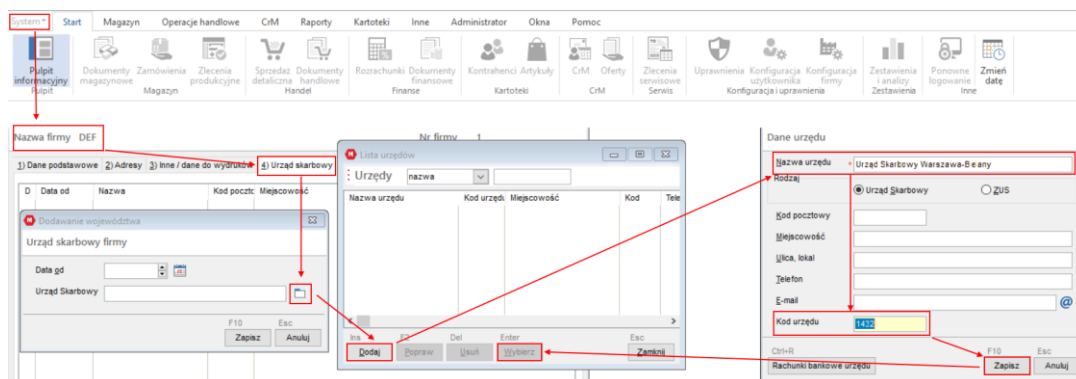 System Start Magazyn Operacje handlowe CrM Raporty Kartoteki Inne Administrator Okna Pomoc
Pulpit informacyjny Dokumenty magazynowe Zamówienia Zlecenia produkcyjne Sprzedaż detaliczna Dokumenty handlowe Rozrachunki Dokumenty finansowe Kontrahenci Artykuły CrM Oferty Zlecenia serwisowe Uprawnienia Konfiguracja użytkownika Konfiguracja firmy Zestawienia i analizy Ponowne logowanie Zmień datę
Pulpit Magazyn Handel Finanse Kartoteki CrM Serwis Konfiguracja i uprawnienia Zestawienia Inne
Nazwa firmy DEF Nr firmy 1
1) Dane podstawowe 2) Adresy 3) Inne / dane do wydruków 4) Urząd skarbowy
D Data od Nazwa Kod poczto Miejscowość
Dodawanie województwa
Urząd skarbowy firmy
Data od
Urząd Skarbowy
F10 Esc
Zapisz Anuluj
Lista urzędów
Urzędy nazwa
Nazwa urzędu Kod urzędu Miejscowość Kod Tele
Ins F2 Del Enter Esc
Dodaj Popraw Usuń Wybierz Zamknij
Dane urzędu
Nazwa urzędu * Urząd Skarbowy Warszawa-Bielany
Rodzaj
Urząd Skarbowy ZUS
Kod pocztowy
Miejscowość
Ulica, lokal
Telefon
E-mail @
Kod urzędu 1432
Ctrl+R F10 Esc
Rachunki bankowe urzędu Zapisz Anuluj